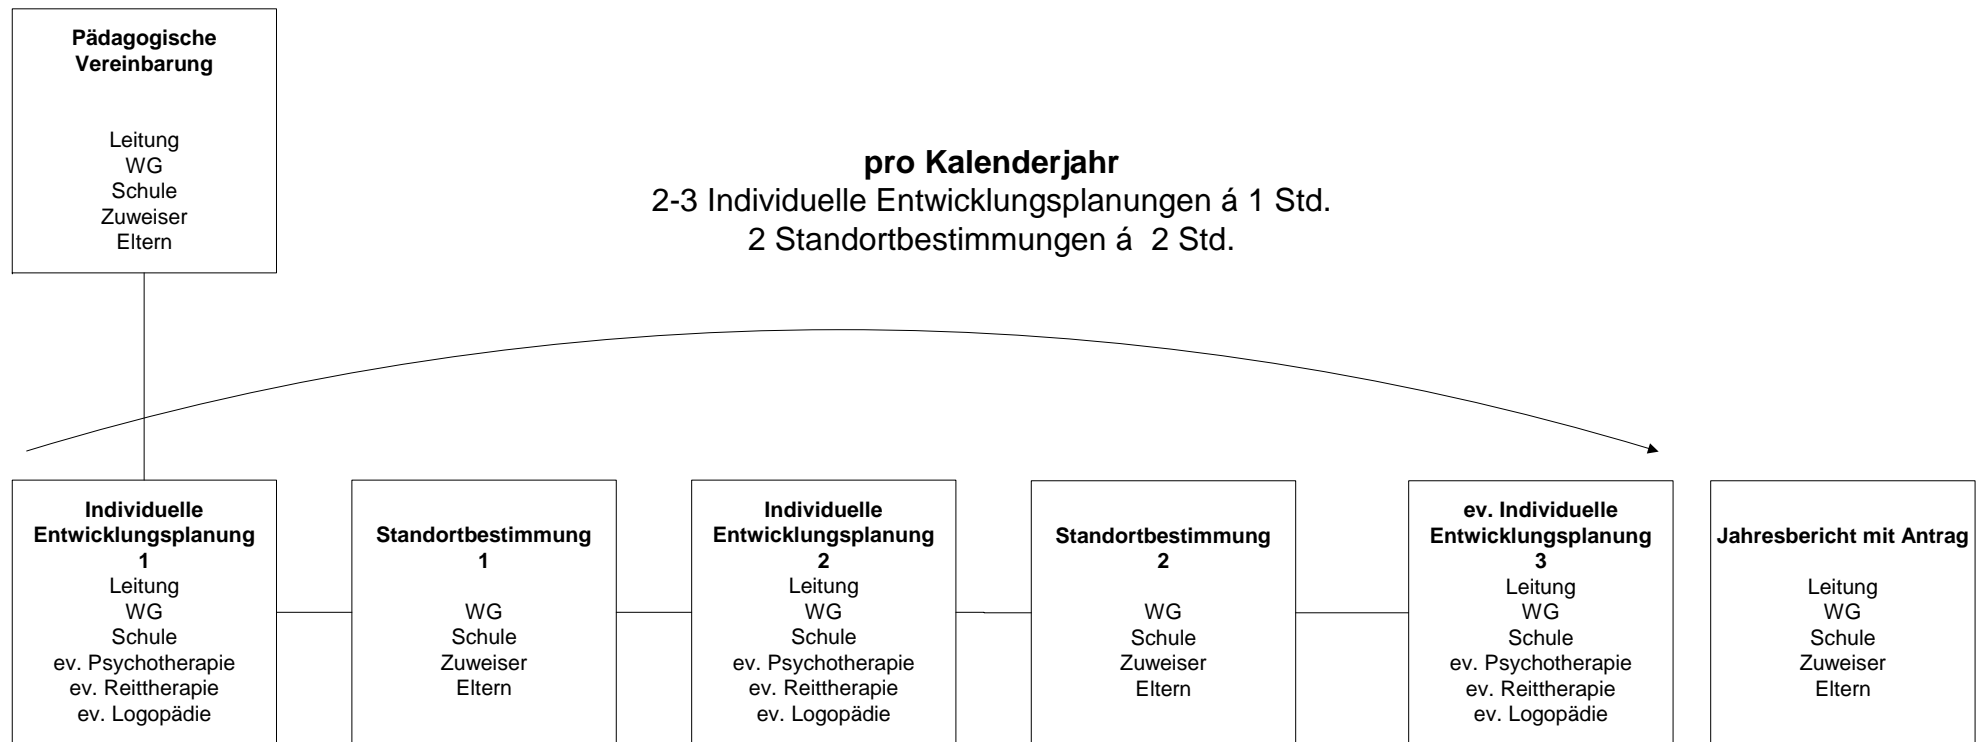 Pädagogische
Vereinbarung
Leitung
WG
Schule
Zuweiser
Eltern
pro Kalenderjahr
2-3 Individuelle Entwicklungsplanungen á 1 Std.
2 Standortbestimmungen á 2 Std.
Individuelle
Entwicklungsplanung
1
Leitung
WG
Schule
ev. Psychotherapie
ev. Reittherapie
ev. Logopädie
Standortbestimmung
1
WG
Schule
Zuweiser
Eltern
Individuelle
Entwicklungsplanung
2
Leitung
WG
Schule
ev. Psychotherapie
ev. Reittherapie
ev. Logopädie
Standortbestimmung
2
WG
Schule
Zuweiser
Eltern
ev. Individuelle
Entwicklungsplanung
3
Leitung
WG
Schule
ev. Psychotherapie
ev. Reittherapie
ev. Logopädie
Jahresbericht mit Antrag
Leitung
WG
Schule
Zuweiser
Eltern